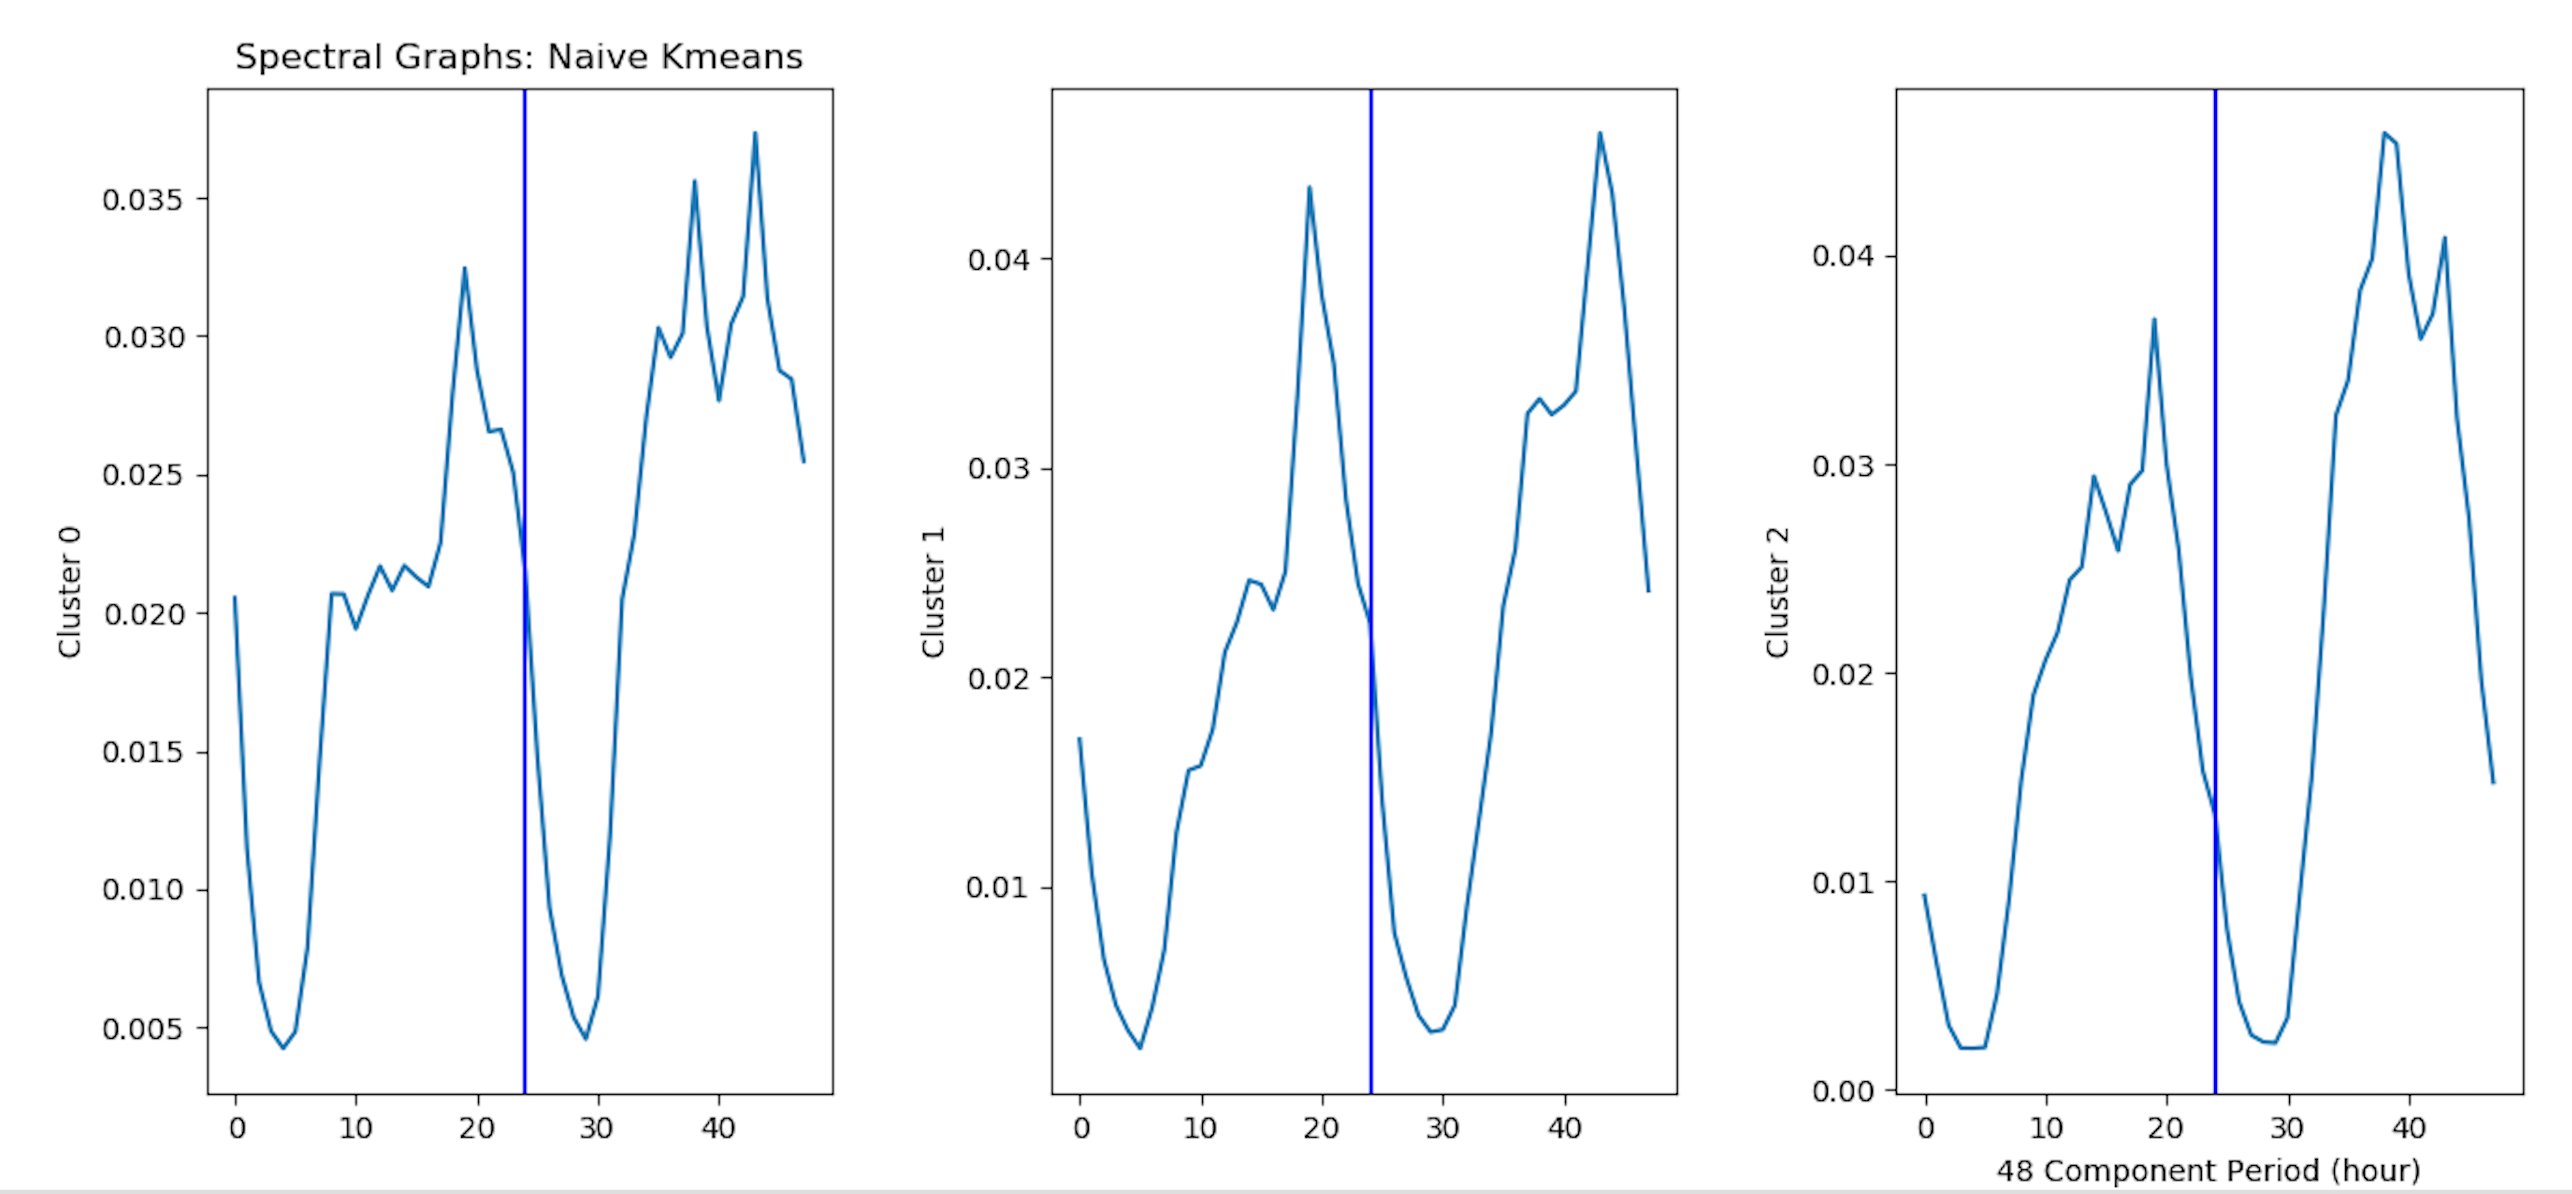 Spectral Graphs: Naive Kmeans
Cluster 0
0.035
0.030
0.025
0.020
0.015
0.010
0.005
0 10 20 30 40
Cluster 1
0.04
0.03
0.02
0.01
0 10 20 30 40
Cluster 2
0.04
0.03
0.02
0.01
0.00
0 10 20 30 40
48 Component Period (hour)